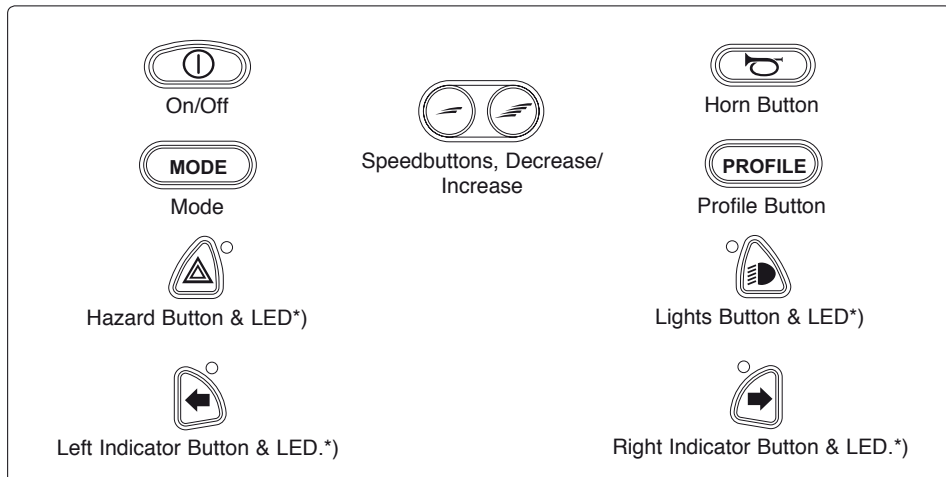 On/Off
Horn Button
Speedbuttons, Decrease/
Increase
MODE
Mode
PROFILE
Profile Button
Hazard Button & LED*)
Lights Button & LED*)
Left Indicator Button & LED.*)
Right Indicator Button & LED.*)